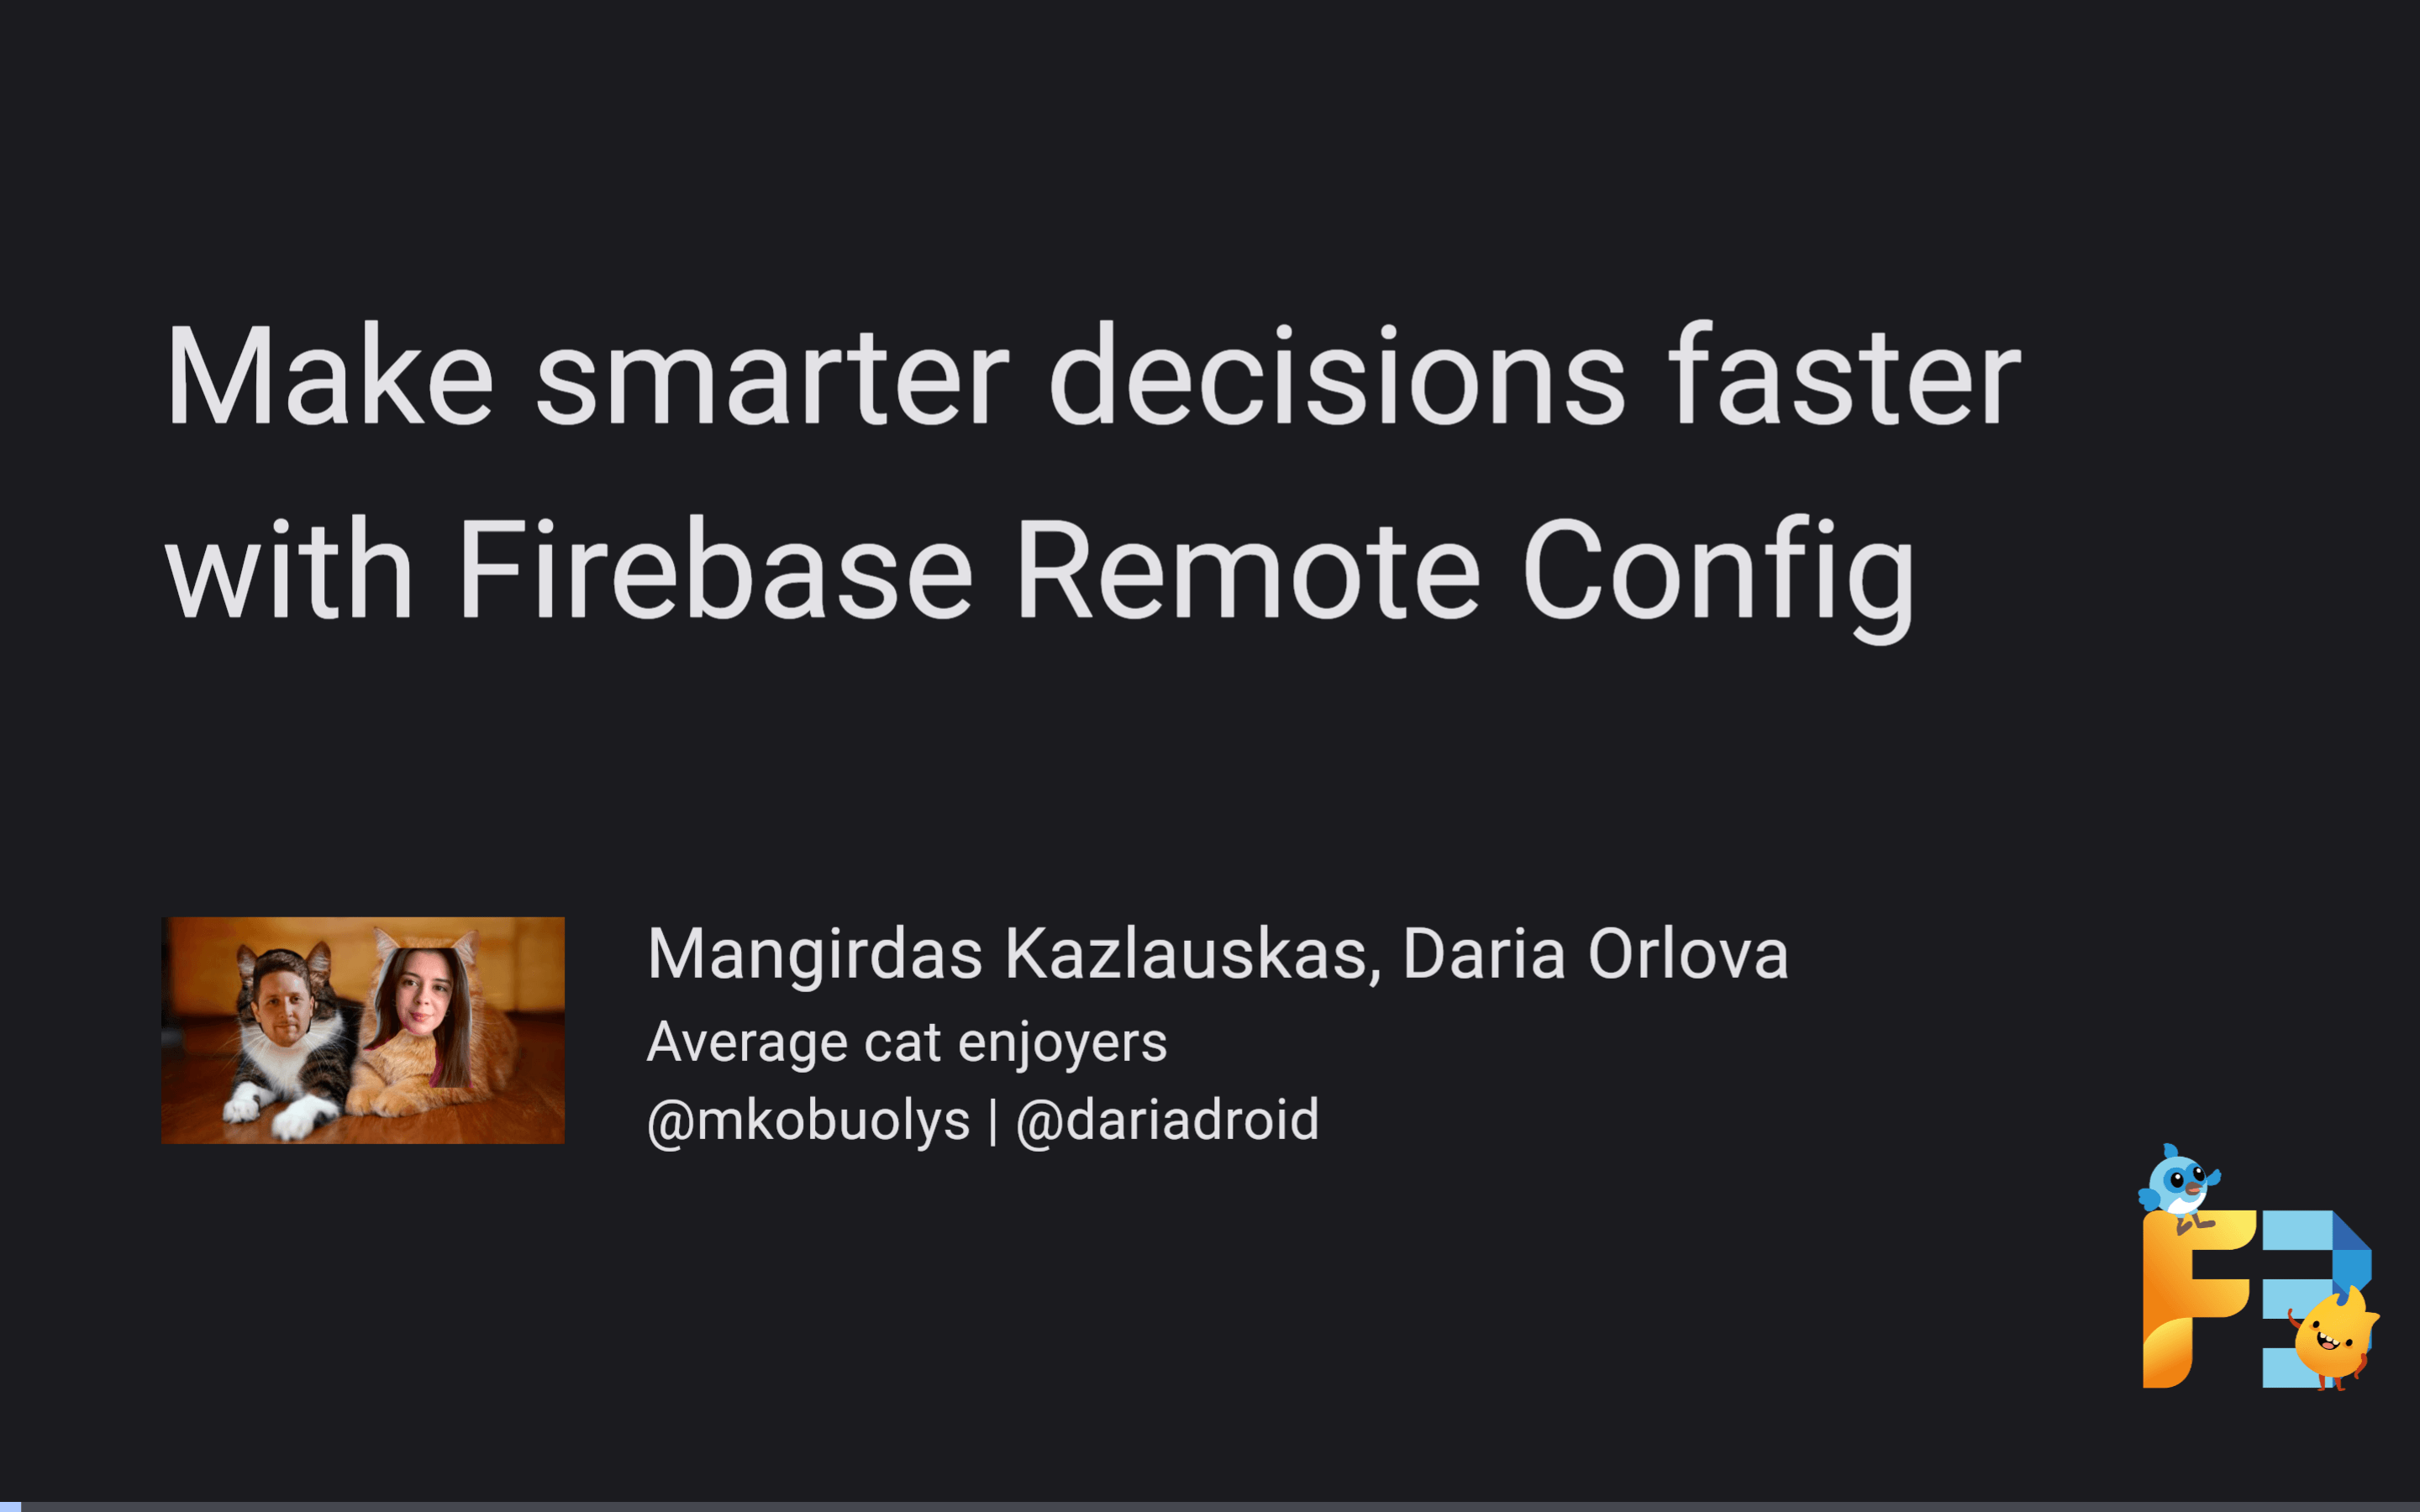 Make smarter decisions faster
with Firebase Remote Config
Mangirdas Kazlauskas, Daria Orlova
Average cat enjoyers
@mkobuolys | @dariadroid